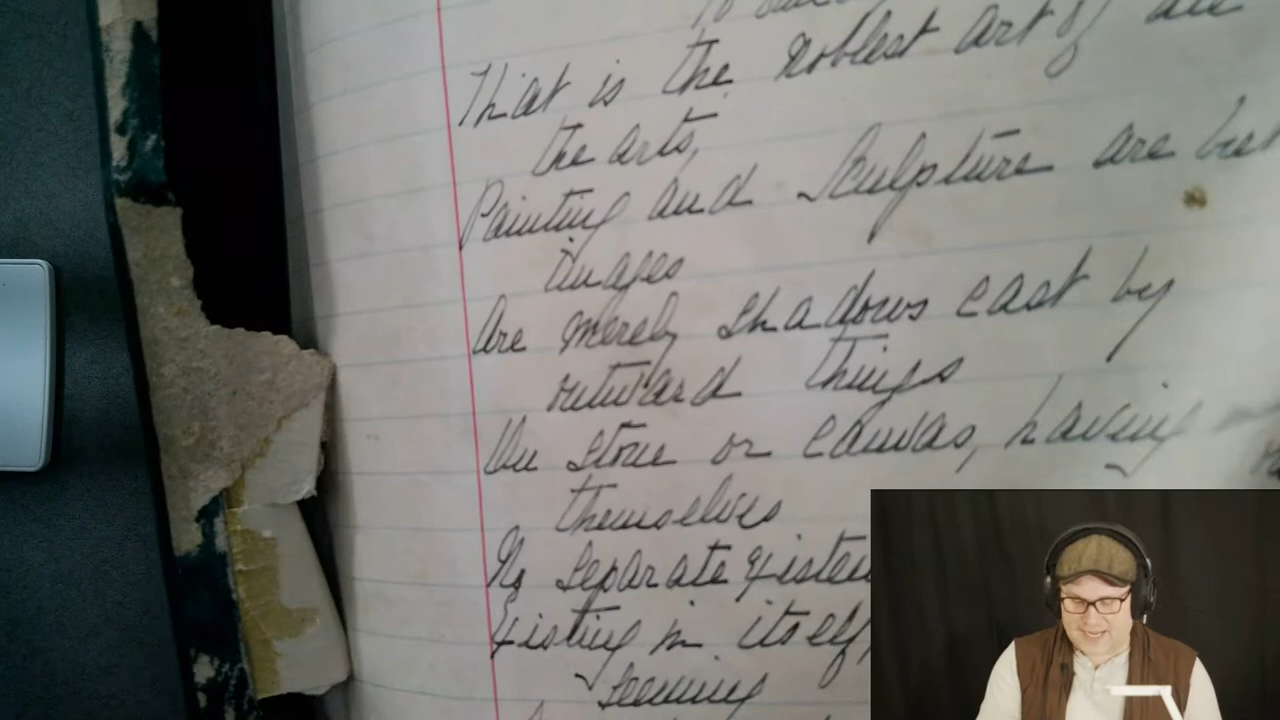 That is the noblest art of all
the arts,
Painting and Sculpture are but
images
Are merely shadows cast by
outward things
On stone or canvas, having
themselves
No separate
Existing in itself,
Seeming